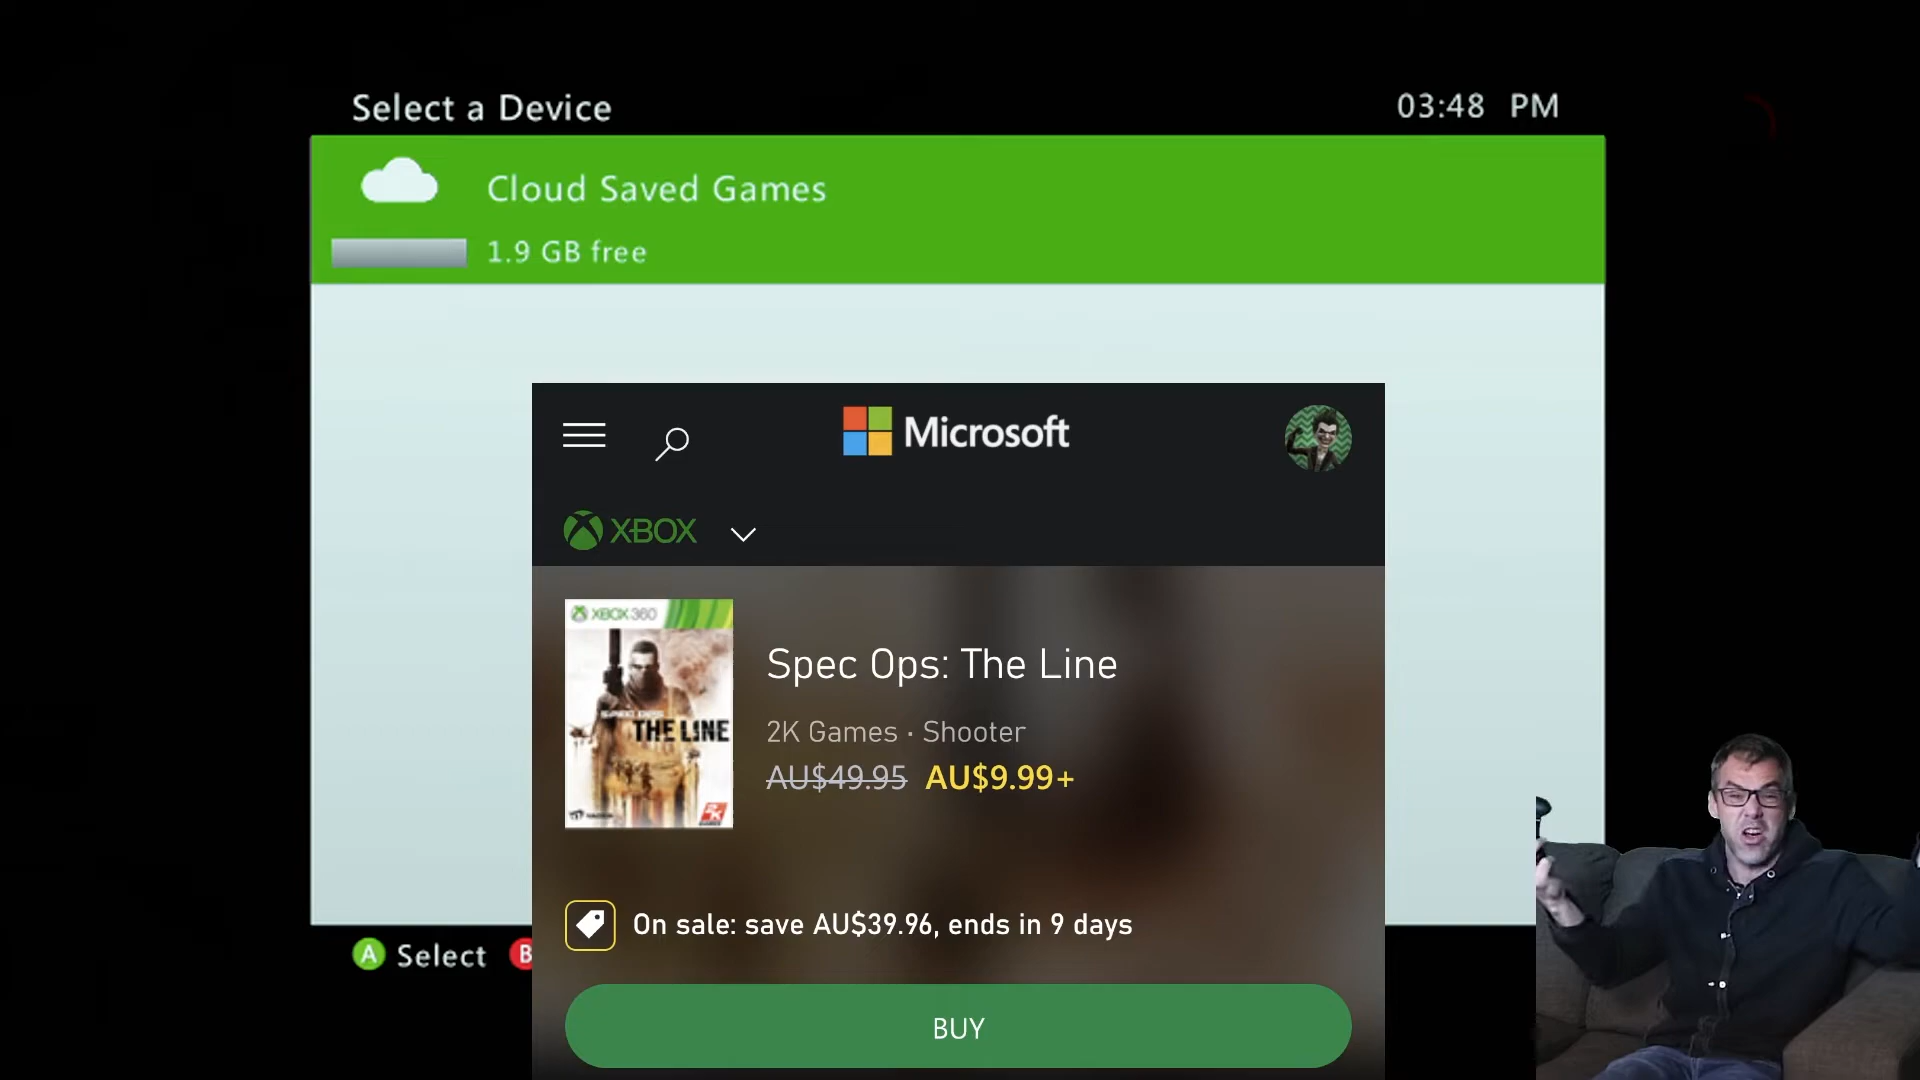 Select a Device
03:48 PM
Cloud Saved Games
1.9 GB free
Microsoft
XBOX
XBOX 360
THE LINE
2K
Spec Ops: The Line
2K Games · Shooter
AU$49.95 AU$9.99+
On sale: save AU$39.96, ends in 9 days
A Select B
BUY